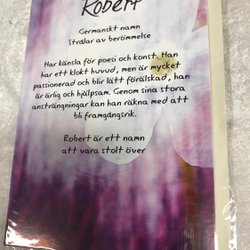 Robert
Germanskt namn
Strålar av berömmelse
Har känsla för poesi och konst. Han
har ett klokt huvud, men är mycket
passionerad och blir lätt förälskad, han
är ärlig och hjälpsam. Genom sina stora
ansträngningar kan han räkna med att
bli framgångsrik.
Robert är ett namn
att vara stolt över